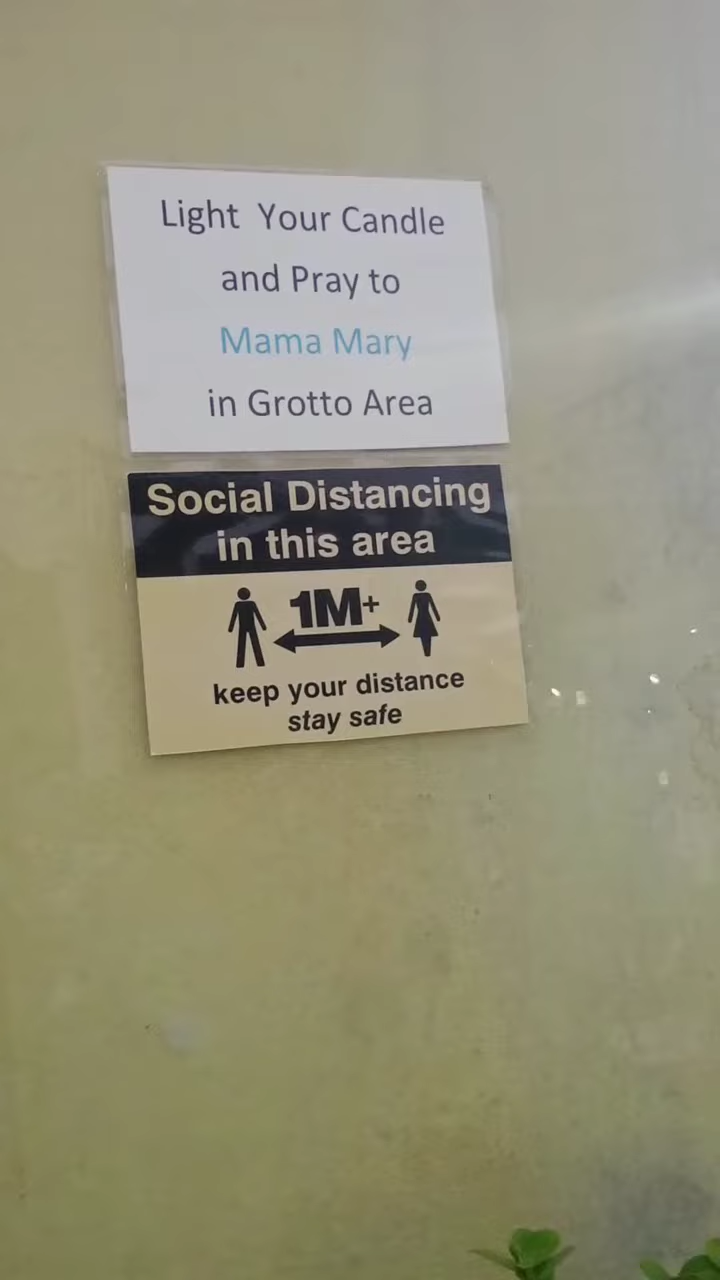 Light Your Candle
and Pray to
Mama Mary
in Grotto Area
Social Distancing
in this area
1M+
keep your distance
stay safe